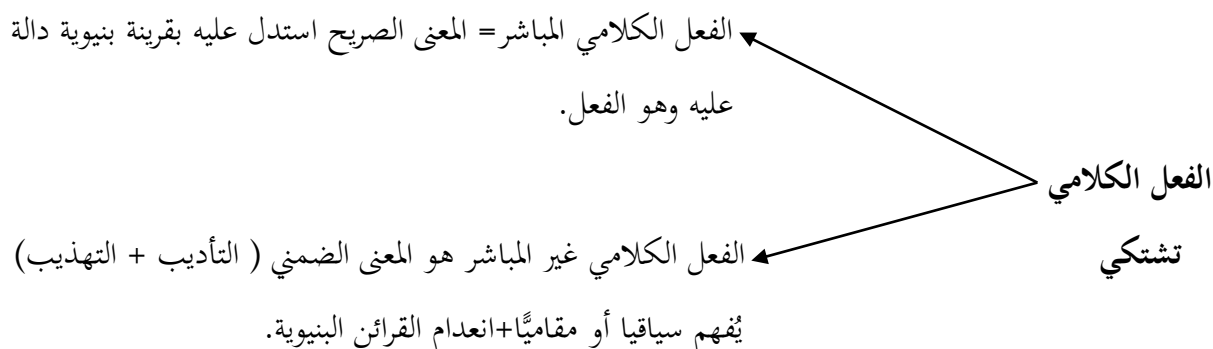 الفعل الكلامي المباشر= المعنى الصريح استدل عليه بقرينة بنيوية دالة
عليه وهو الفعل.
الفعل الكلامي
تشتكي
الفعل الكلامي غير المباشر هو المعنى الضمني ( التأديب + التهذيب)
يُفهم سياقيا أو مقاميًّا+انعدام القرائن البنيوية.